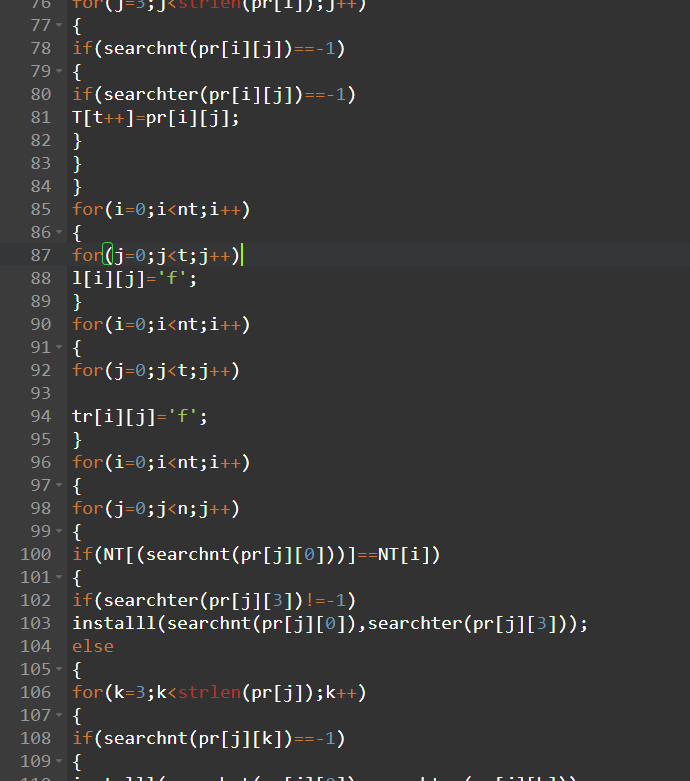 76 for(j=3;j<strlen(pr[i]);j++)
77 {
78 if(searchnt(pr[i][j])==-1)
79 {
80 if(searchter(pr[i][j])==-1)
81 T[t++]=pr[i][j];
82 }
83 }
84 }
85 for(i=0;i<nt;i++)
86 {
87 for(j=0;j<t;j++)
88 l[i][j]='f';
89 }
90 for(i=0;i<nt;i++)
91 {
92 for(j=0;j<t;j++)
93
94 tr[i][j]='f';
95 }
96 for(i=0;i<nt;i++)
97 {
98 for(j=0;j<n;j++)
99 {
100 if(NT[(searchnt(pr[j][0]))]==NT[i])
101 {
102 if(searchter(pr[j][3])!=-1)
103 installl(searchnt(pr[j][0]),searchter(pr[j][3]));
104 else
105 {
106 for(k=3;k<strlen(pr[j]);k++)
107 {
108 if(searchnt(pr[j][k])==-1)
109 {